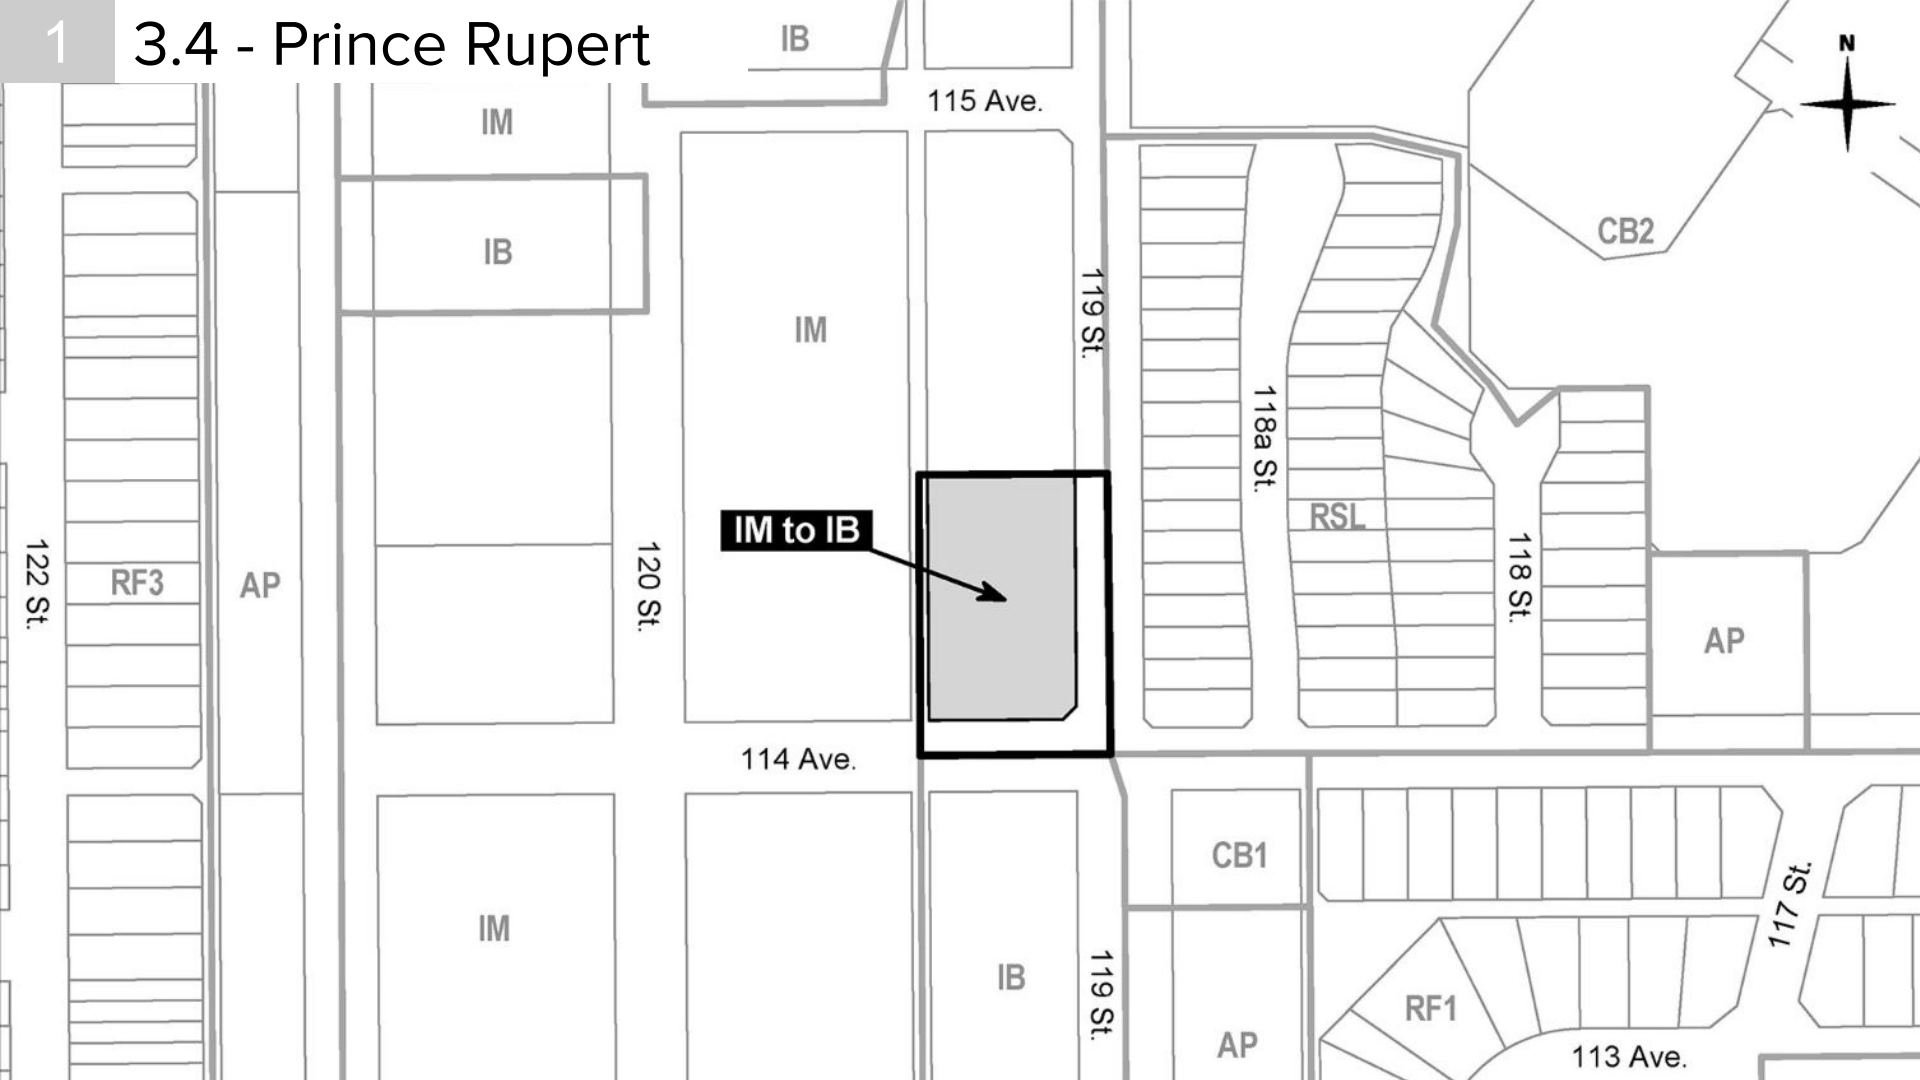 1
3.4 - Prince Rupert
IB
N
115 Ave.
IM
CB2
IB
119 St.
IM
118a St.
RSL
IM to IB
122 St.
RF3
AP
120 St.
118 St.
AP
114 Ave.
CB1
117 St.
IM
IB
119 St.
RF1
AP
113 Ave.